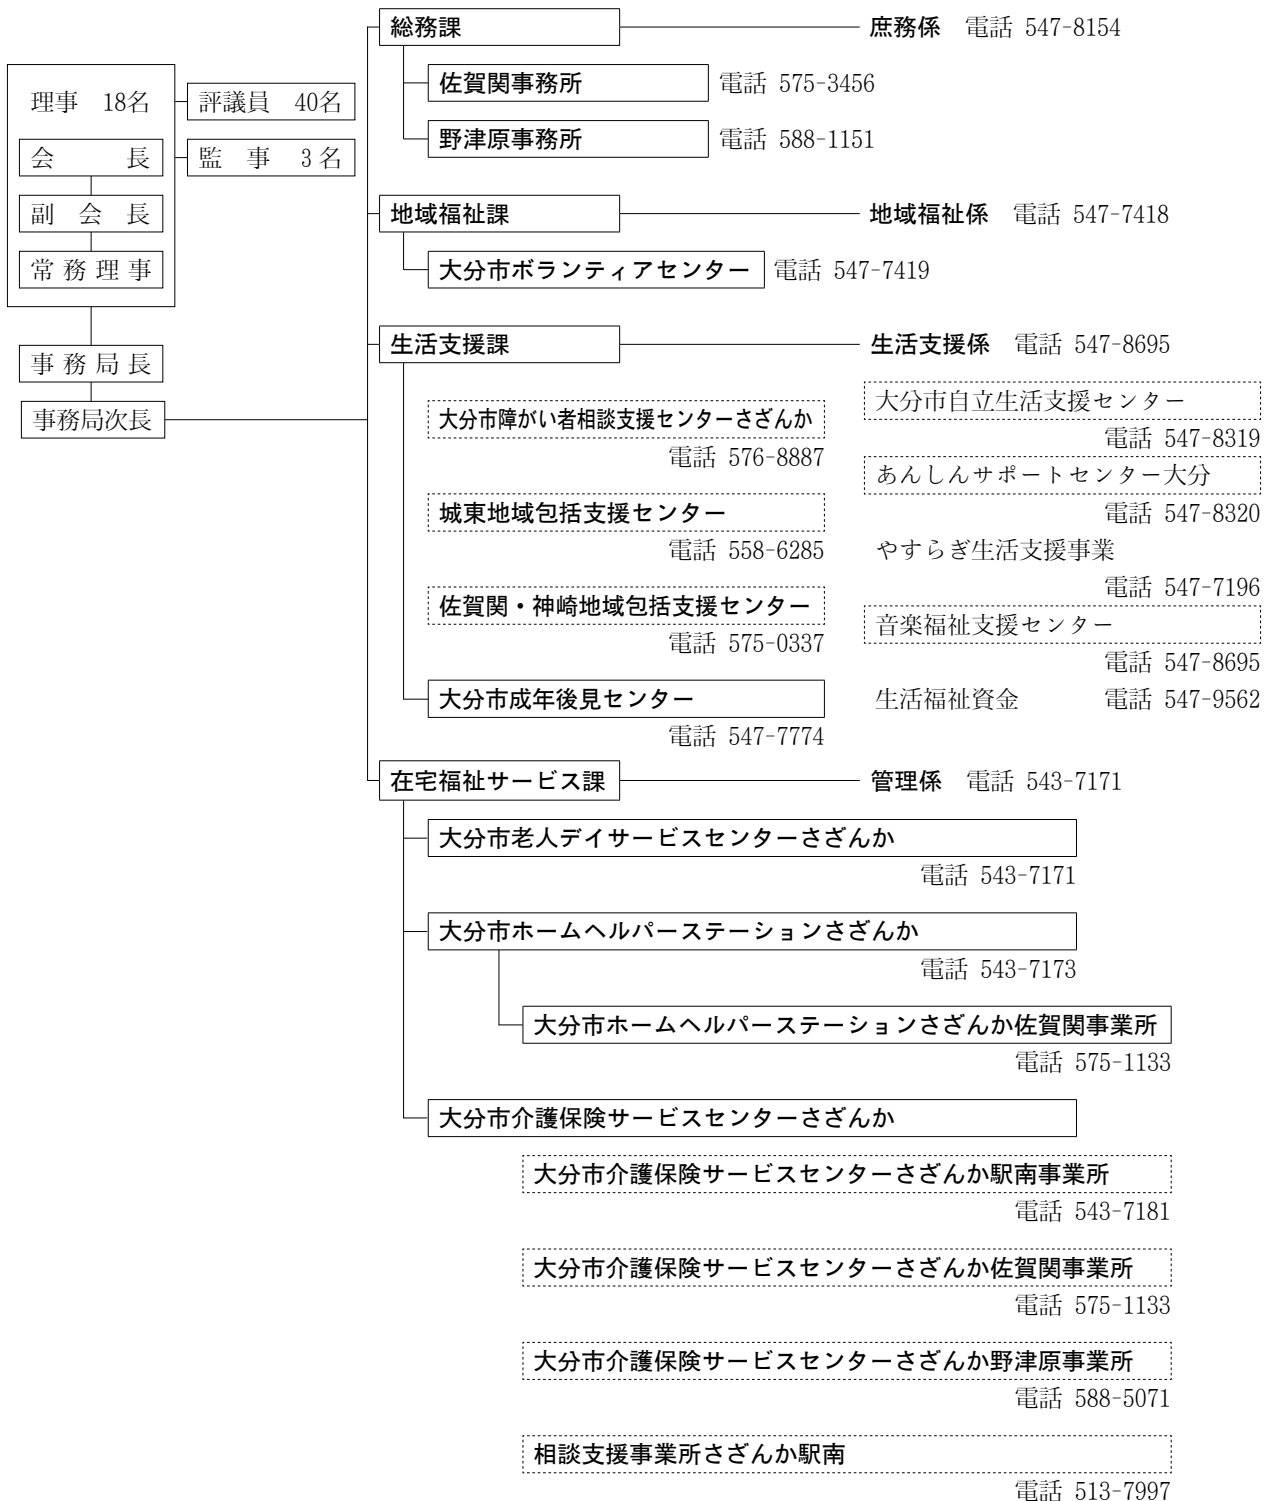 理事　18名
会長
副会長
常務理事
評議員　40名
監事　3名
事務局長
事務局次長
総務課
庶務係　電話 547-8154
佐賀関事務所　電話 575-3456
野津原事務所　電話 588-1151
地域福祉課
地域福祉係　電話 547-7418
大分市ボランティアセンター　電話 547-7419
生活支援課
生活支援係　電話 547-8695
大分市障がい者相談支援センターさざんか
電話 576-8887
城東地域包括支援センター
電話 558-6285
佐賀関・神崎地域包括支援センター
電話 575-0337
大分市成年後見センター
電話 547-7774
大分市自立生活支援センター
電話 547-8319
あんしんサポートセンター大分
電話 547-8320
やすらぎ生活支援事業
電話 547-7196
音楽福祉支援センター
電話 547-8695
生活福祉資金　電話 547-9562
在宅福祉サービス課
管理係　電話 543-7171
大分市老人デイサービスセンターさざんか
電話 543-7171
大分市ホームヘルパーステーションさざんか
電話 543-7173
大分市ホームヘルパーステーションさざんか佐賀関事業所
電話 575-1133
大分市介護保険サービスセンターさざんか
大分市介護保険サービスセンターさざんか駅南事業所
電話 543-7181
大分市介護保険サービスセンターさざんか佐賀関事業所
電話 575-1133
大分市介護保険サービスセンターさざんか野津原事業所
電話 588-5071
相談支援事業所さざんか駅南
電話 513-7997